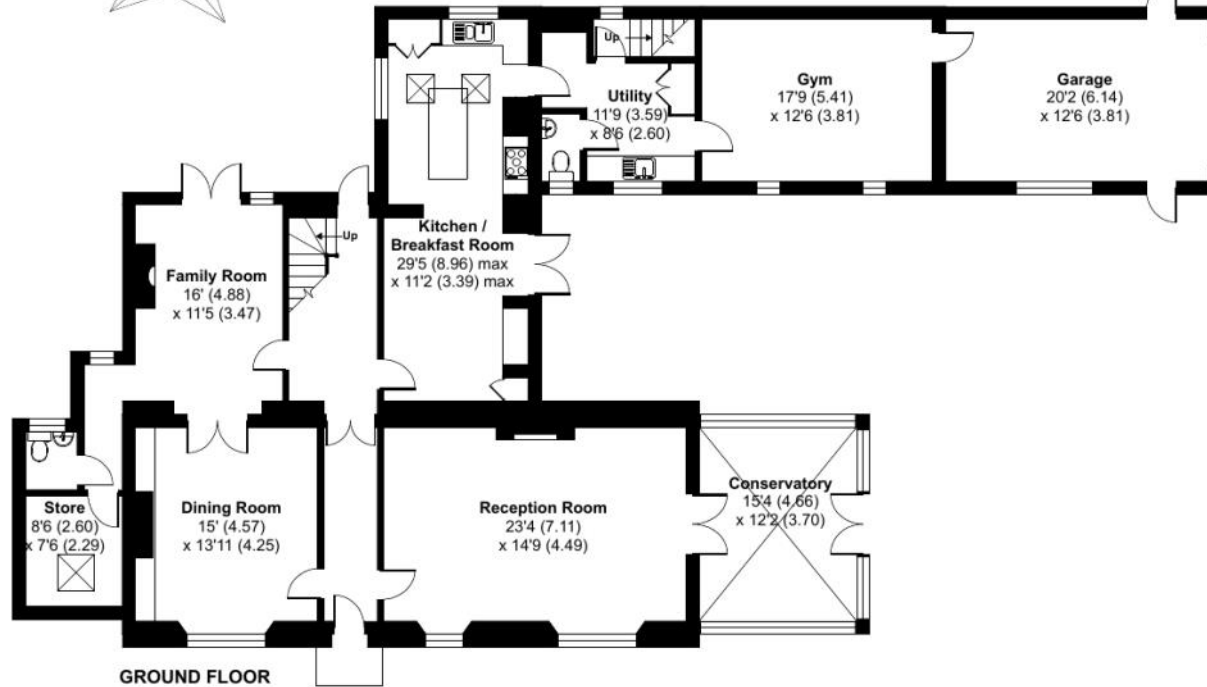 Up
Gym
17'9 (5.41)
x 12'6 (3.81)
Garage
20'2 (6.14)
x 12'6 (3.81)
Utility
11'9 (3.59)
x 8'6 (2.60)
Kitchen /
Breakfast Room
29'5 (8.96) max
x 11'2 (3.39) max
Up
Family Room
16' (4.88)
x 11'5 (3.47)
Store
8'6 (2.60)
x 7'6 (2.29)
Dining Room
15' (4.57)
x 13'11 (4.25)
Reception Room
23'4 (7.11)
x 14'9 (4.49)
Conservatory
15'4 (4.66)
x 12'2 (3.70)
GROUND FLOOR